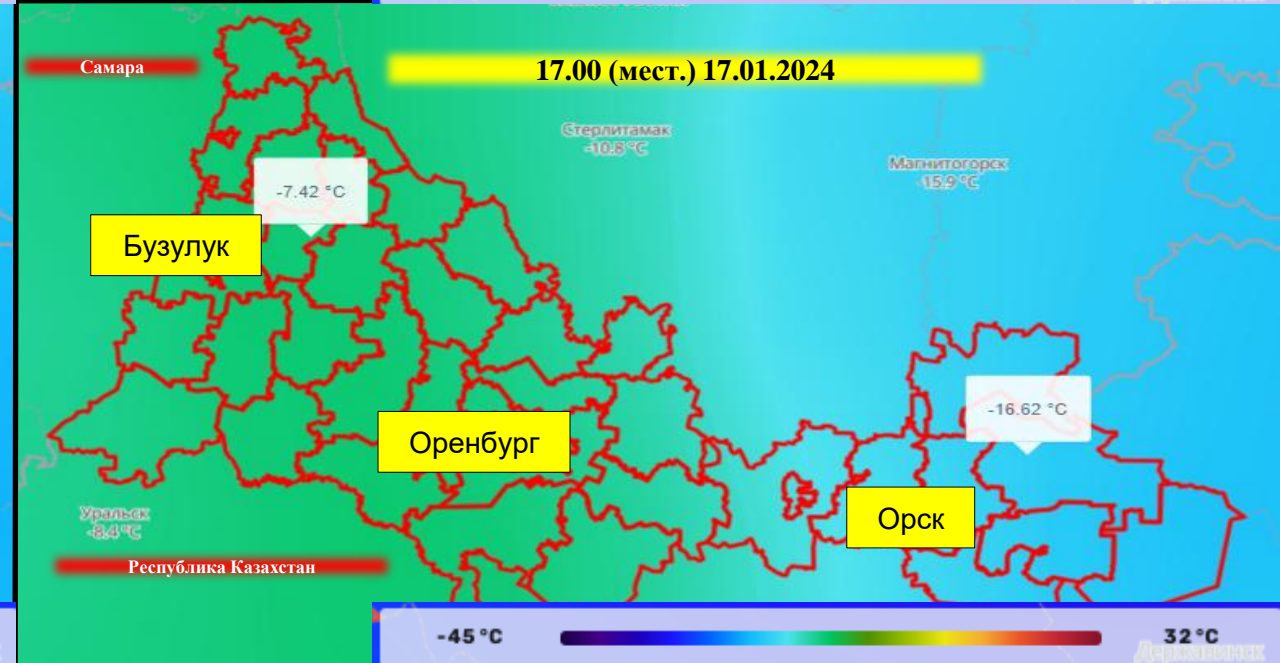 Самара
17.00 (мест.) 17.01.2024
Стерлитамак
-10.8 °C
Магнитогорск
-15.9 °C
-7.42 °C
Бузулук
-16.62 °C
Оренбург
Орск
Уральск
-8.4 °C
Республика Казахстан
-45 °C
32 °C